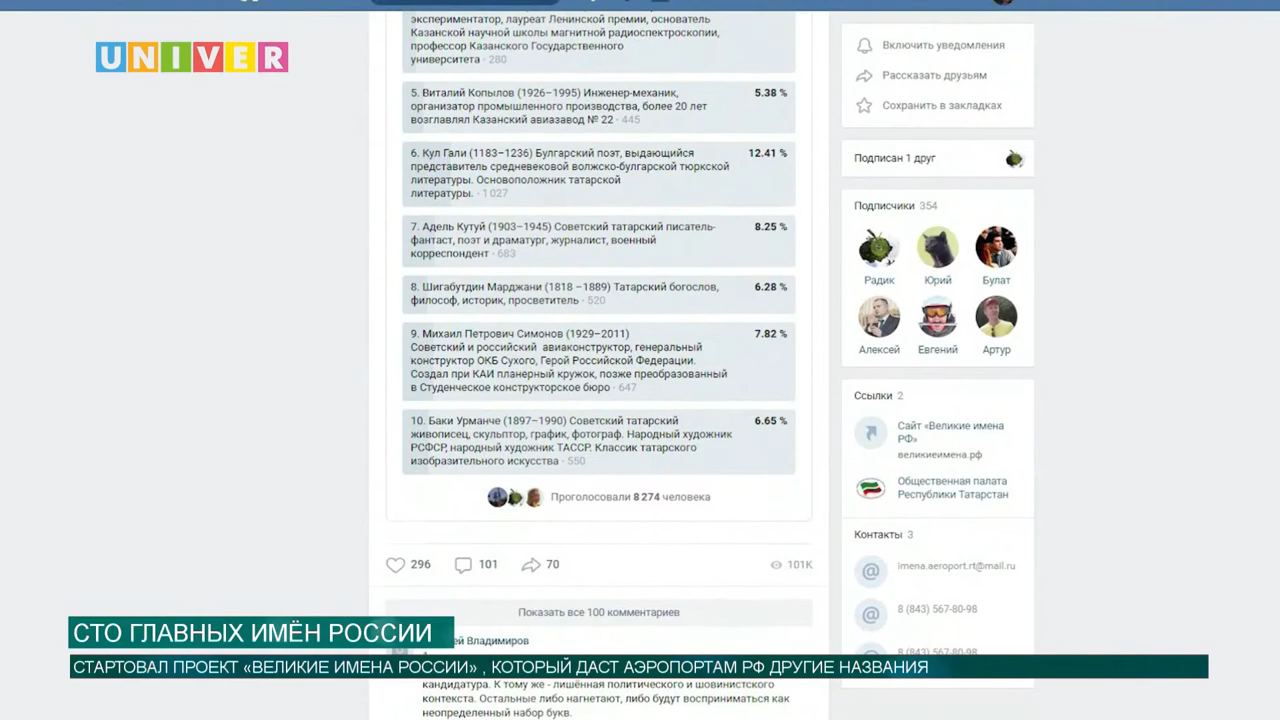 экспериментатор, лауреат Ленинской премии, основатель
Казанской научной школы магнитной радиоспектроскопии,
профессор Казанского Государственного
университета · 280
UNIVER
5. Виталий Копылов (1926–1995) Инженер-механик,
организатор промышленного производства, более 20 лет
возглавлял Казанский авиазавод № 22 · 445
5.38 %
6. Кул Гали (1183–1236) Булгарский поэт, выдающийся
представитель средневековой волжско-булгарской тюркской
литературы. Основоположник татарской
литературы. · 1 027
12.41 %
7. Адель Кутуй (1903–1945) Советский татарский писатель-
фантаст, поэт и драматург, журналист, военный
корреспондент · 683
8.25 %
8. Шигабутдин Марджани (1818 –1889) Татарский богослов,
философ, историк, просветитель · 520
6.28 %
9. Михаил Петрович Симонов (1929–2011)
Советский и российский авиаконструктор, генеральный
конструктор ОКБ Сухого, Герой Российской Федерации.
Создал при КАИ планерный кружок, позже преобразованный
в Студенческое конструкторское бюро · 647
7.82 %
10. Баки Урманче (1897–1990) Советский татарский
живописец, скульптор, график, фотограф. Народный художник
РСФСР, народный художник ТАССР. Классик татарского
изобразительного искусства · 550
6.65 %
Проголосовали 8 274 человека
296
101
70
101K
Показать все 100 комментариев
ей Владимиров
кандидатура. К тому же - лишённая политического и шовинистского
контекста. Остальные либо нагнетают, либо будут восприниматься как
неопределенный набор букв.
Включить уведомления
Рассказать друзьям
Сохранить в закладках
Подписан 1 друг
Подписчики 354
Радик
Юрий
Булат
Алексей
Евгений
Артур
Ссылки 2
Сайт «Великие имена
РФ»
великиеимена.рф
Общественная палата
Республики Татарстан
Контакты 3
imena.aeroport.rt@mail.ru
8 (843) 567-80-98
8 (843) 567-80-98
СТО ГЛАВНЫХ ИМЁН РОССИИ
СТАРТОВАЛ ПРОЕКТ «ВЕЛИКИЕ ИМЕНА РОССИИ» , КОТОРЫЙ ДАСТ АЭРОПОРТАМ РФ ДРУГИЕ НАЗВАНИЯ